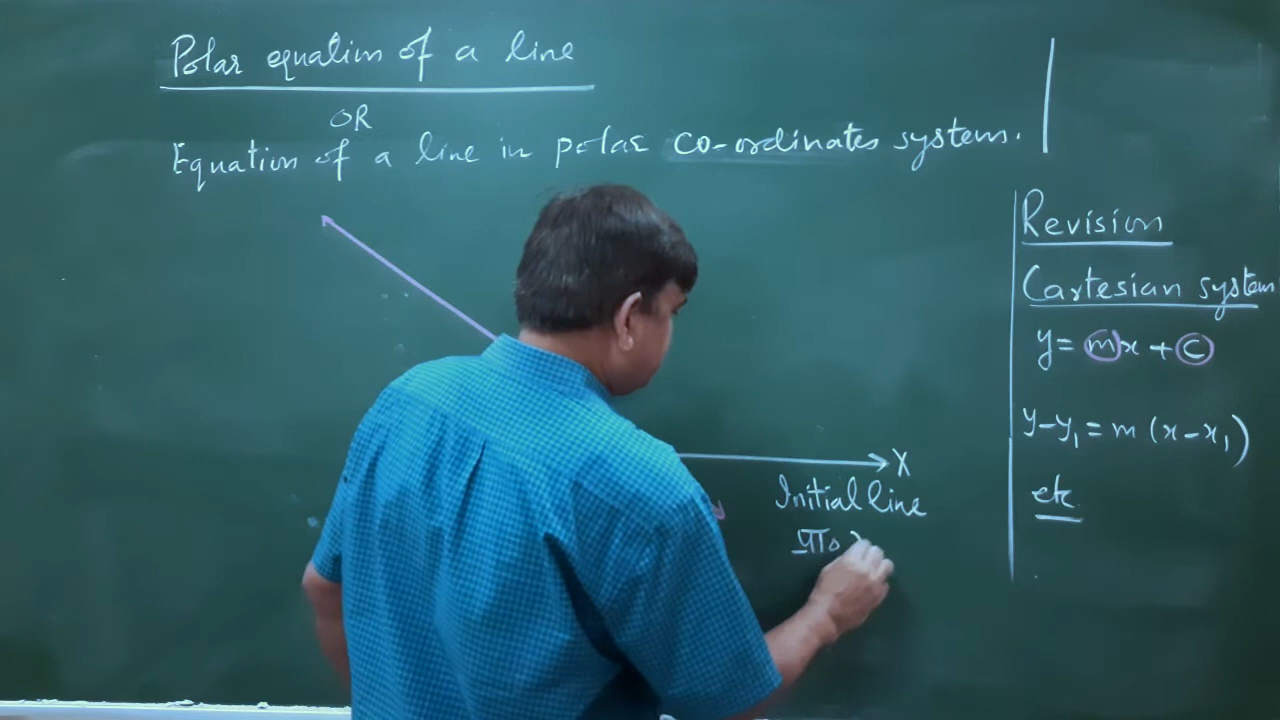 Polar equation of a line
OR
Equation of a line in polar co-ordinates system.
Revision
Cartesian system
y = mx + c
y-y₁ = m (x-x₁)
etc
X
Initial line